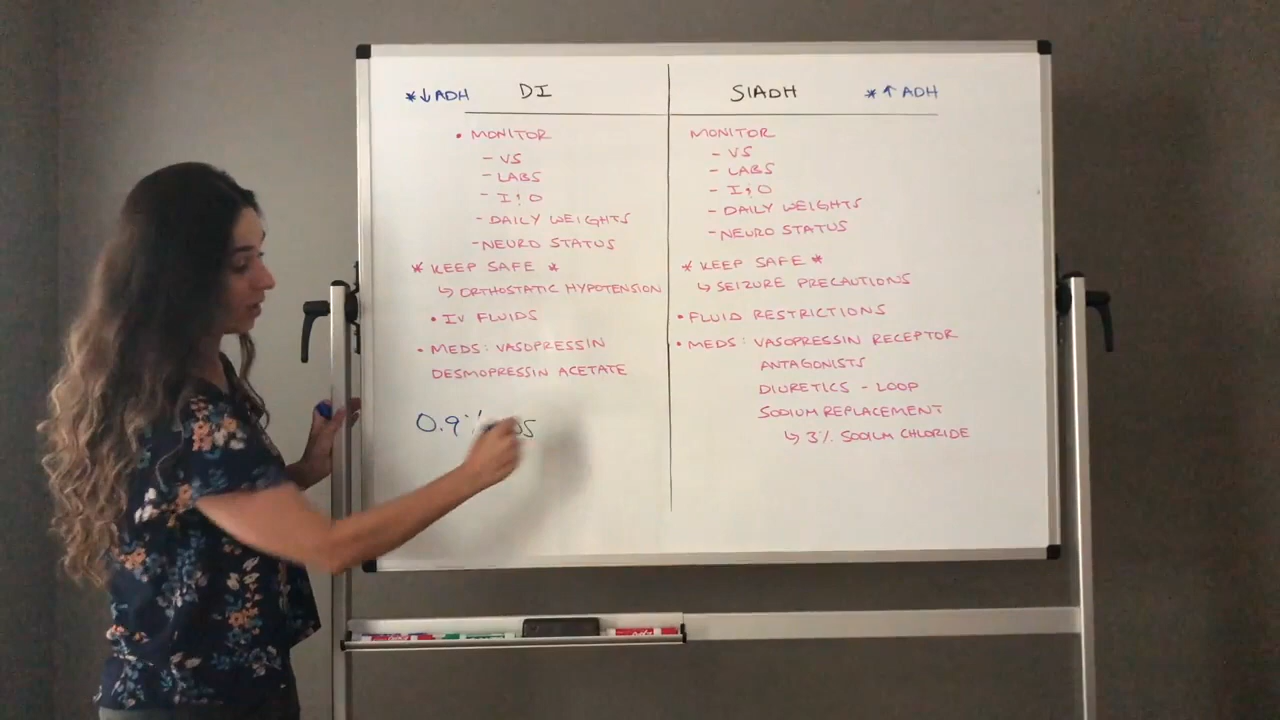 *↓ADH DI
• MONITOR
- VS
- LABS
- I & O
- DAILY WEIGHTS
- NEURO STATUS
* KEEP SAFE *
↳ ORTHOSTATIC HYPOTENSION
• IV FLUIDS
• MEDS: VASOPRESSIN
DESMOPRESSIN ACETATE
0.9%
SIADH *↑ ADH
MONITOR
- VS
- LABS
- I & O
- DAILY WEIGHTS
- NEURO STATUS
* KEEP SAFE *
↳ SEIZURE PRECAUTIONS
• FLUID RESTRICTIONS
• MEDS: VASOPRESSIN RECEPTOR
ANTAGONISTS
DIURETICS - LOOP
SODIUM REPLACEMENT
↳ 3% SODIUM CHLORIDE